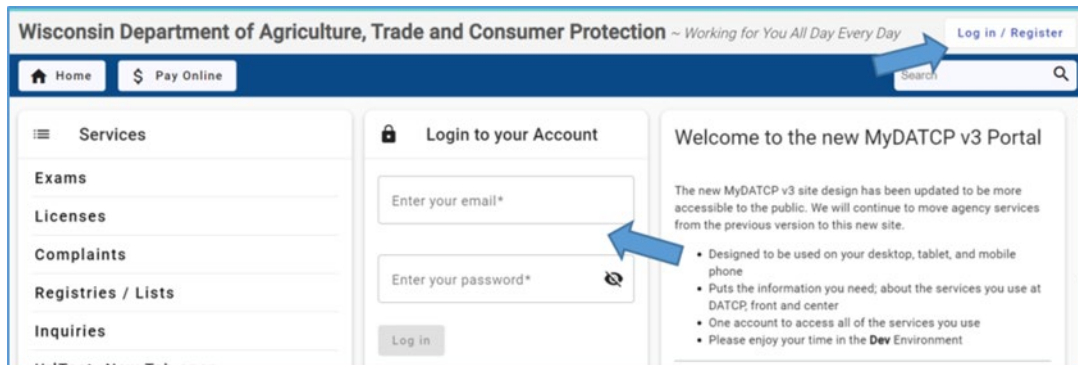 Wisconsin Department of Agriculture, Trade and Consumer Protection ~ Working for You All Day Every Day
Log in / Register
Home
$ Pay Online
Search
Services
Exams
Licenses
Complaints
Registries / Lists
Inquiries
Login to your Account
Enter your email*
Enter your password*
Log in
Welcome to the new MyDATCP v3 Portal
The new MyDATCP v3 site design has been updated to be more
accessible to the public. We will continue to move agency services
from the previous version to this new site.
• Designed to be used on your desktop, tablet, and mobile
phone
• Puts the information you need; about the services you use at
DATCP, front and center
• One account to access all of the services you use
• Please enjoy your time in the Dev Environment